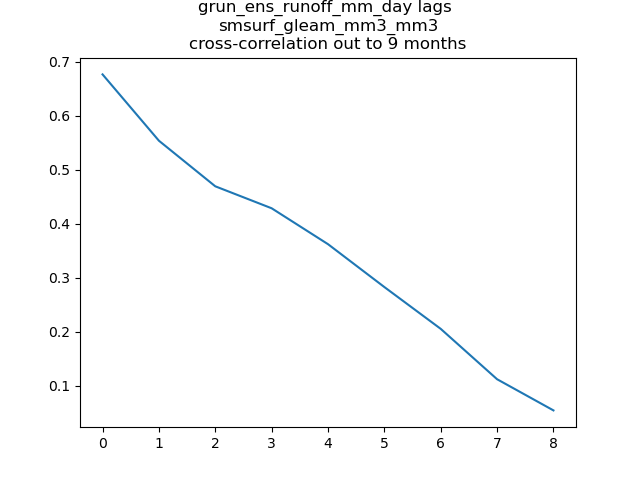 grun_ens_runoff_mm_day lags
smsurf_gleam_mm3_mm3
cross-correlation out to 9 months
0.7
0.6
0.5
0.4
0.3
0.2
0.1
0 1 2 3 4 5 6 7 8